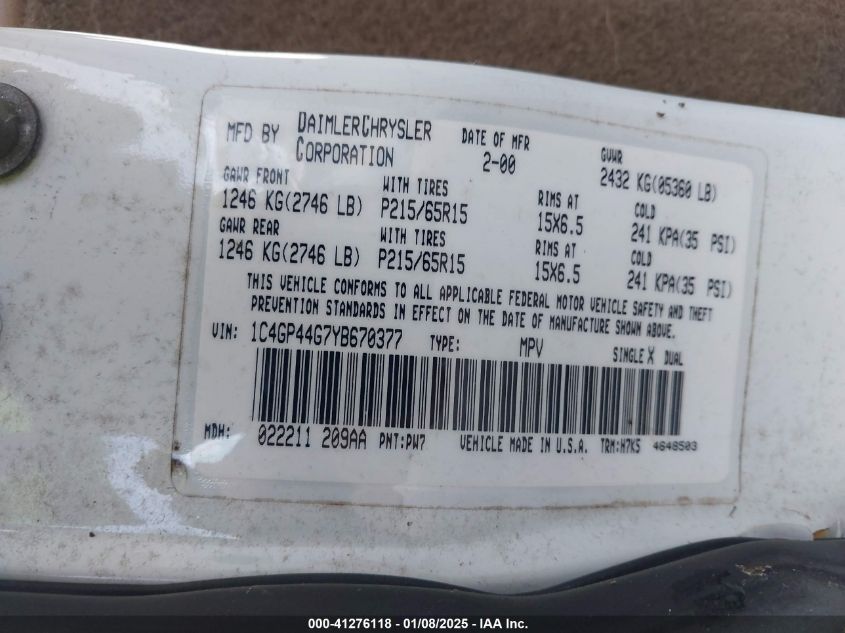 MFD BY DAIMLERCHRYSLER CORPORATION DATE OF MFR 2-00 GVWR 2432 KG(05360 LB)
GAWR FRONT WITH TIRES RIMS AT COLD
1246 KG(2746 LB) P215/65R15 15X6.5 241 KPA(35 PSI)
GAWR REAR WITH TIRES RIMS AT COLD
1246 KG(2746 LB) P215/65R15 15X6.5 241 KPA(35 PSI)
THIS VEHICLE CONFORMS TO ALL APPLICABLE FEDERAL MOTOR VEHICLE SAFETY AND THEFT
PREVENTION STANDARDS IN EFFECT ON THE DATE OF MANUFACTURE SHOWN ABOVE.
VIN: 1C4GP44G7YB670377 TYPE: MPV SINGLE X DUAL
MDH: 022211 209AA PNT:PW7 VEHICLE MADE IN U.S.A. TRM:H7K5 4648503
000-41276118 - 01/08/2025 - IAA Inc.